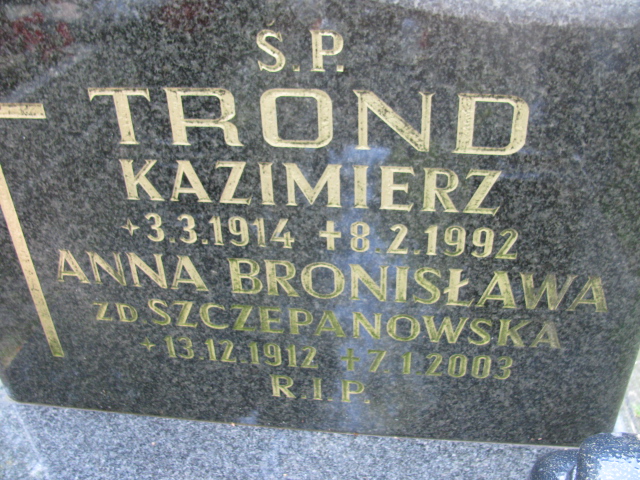 Ś.P.
TROND
KAZIMIERZ
*3.3.1914 ✝8.2.1992
ANNA BRONISŁAWA
ZD SZCZEPANOWSKA
*13.12.1912 ✝7.1.2003
R.I.P.